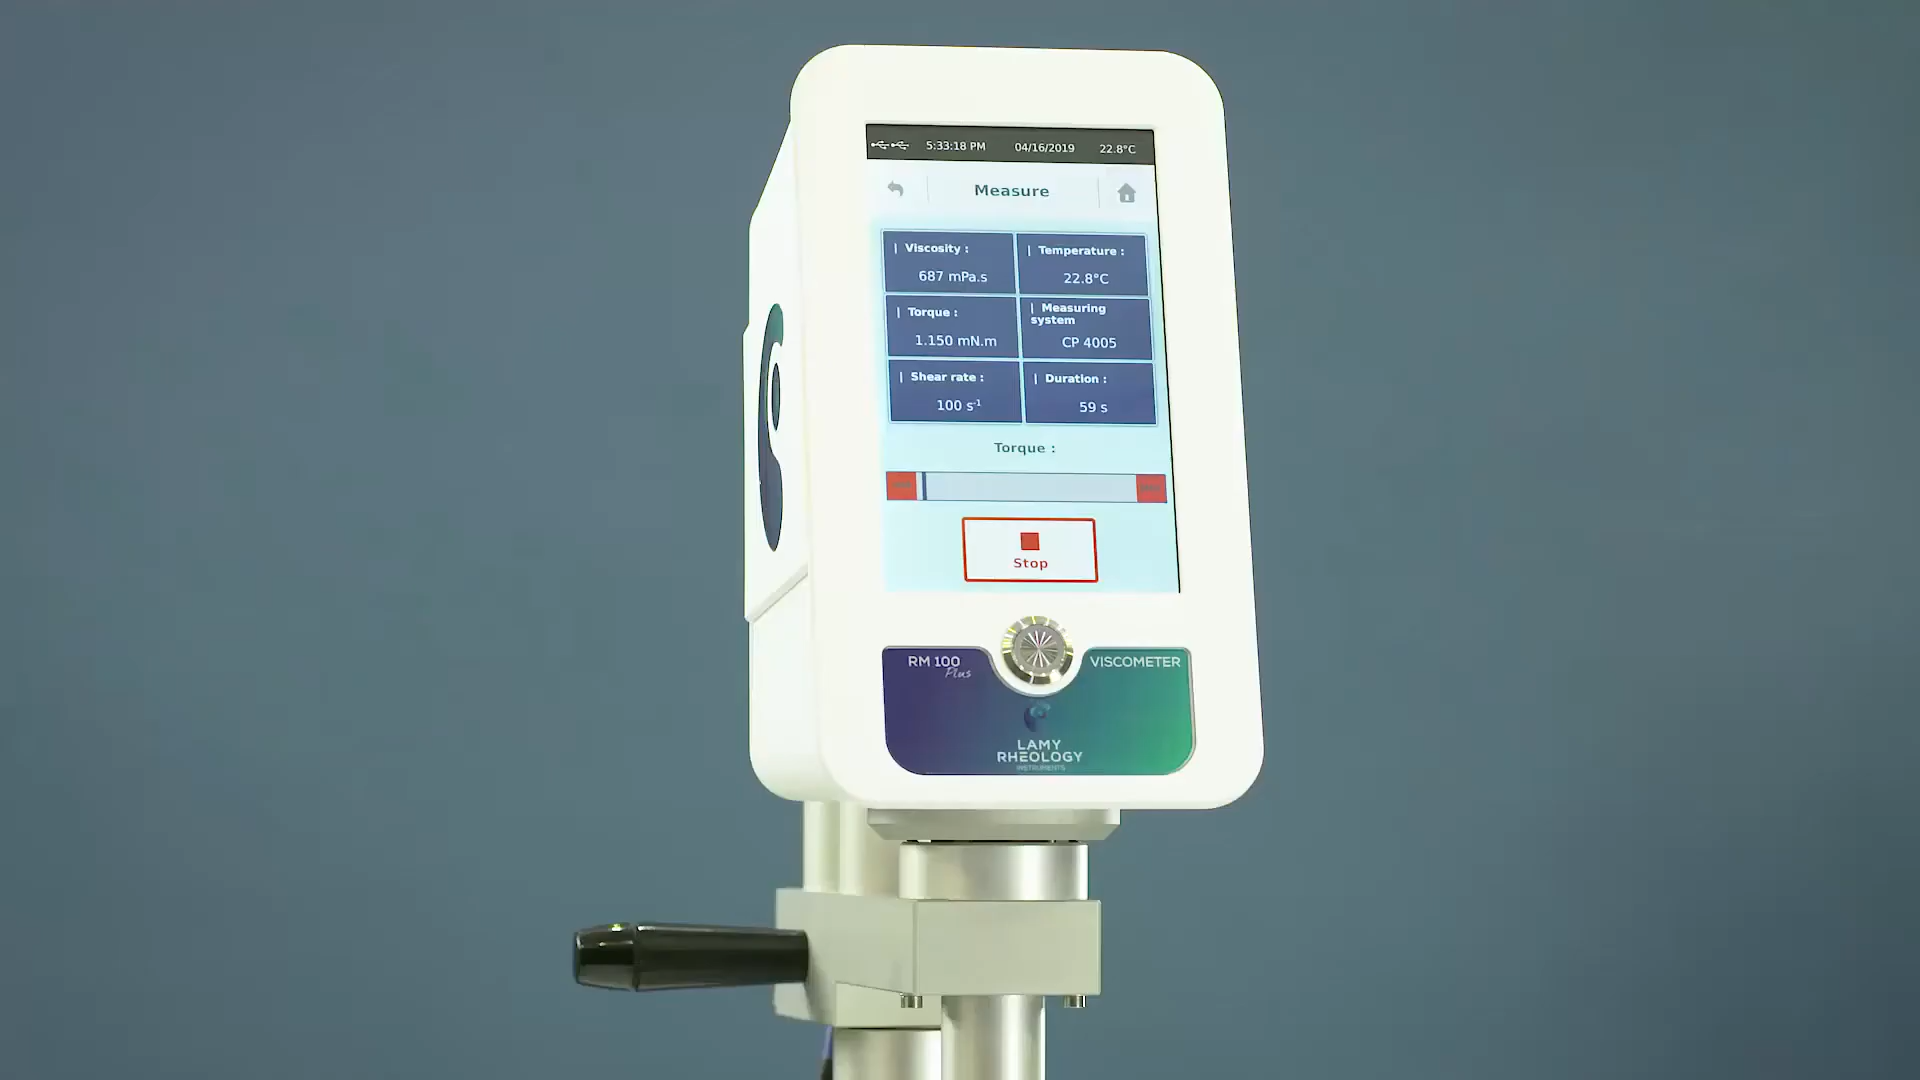 5:33:18 PM 04/16/2019 22.8°C
Measure
| Viscosity : | Temperature :
687 mPa.s 22.8°C
| Torque : | Measuring
system
1.150 mN.m CP 4005
| Shear rate : | Duration :
100 s⁻¹ 59 s
Torque :
Stop
RM 100 VISCOMETER
Plus
LAMY
RHEOLOGY
INSTRUMENTS